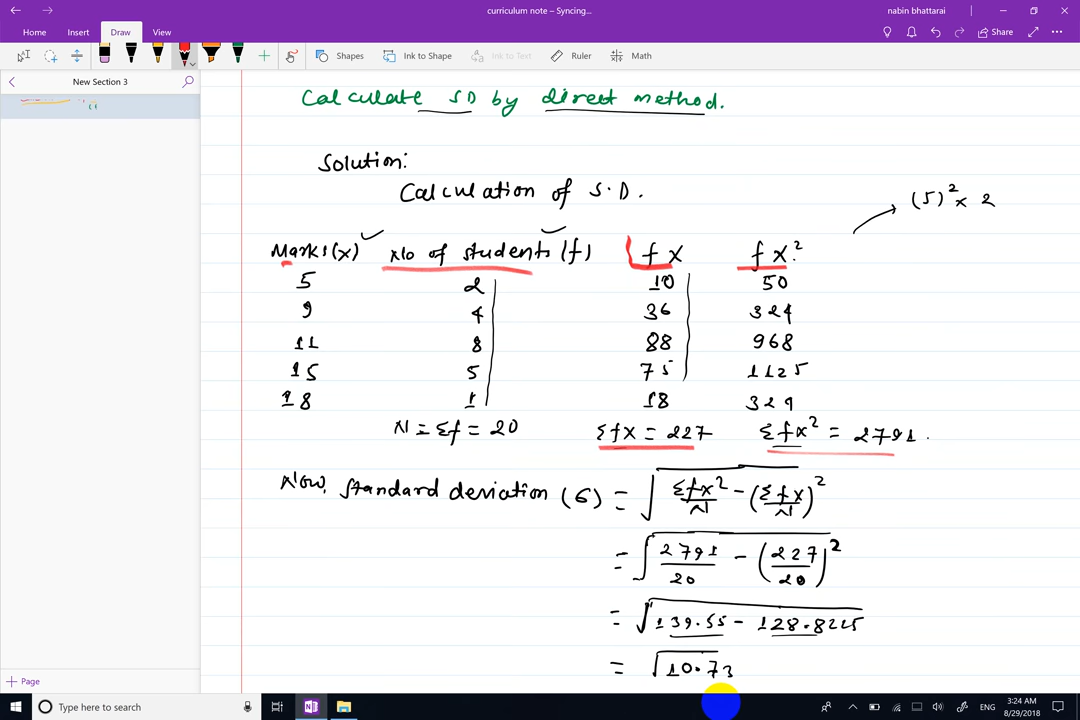 curriculum note – Syncing...
nabin bhattarai
Home Insert Draw View
Share
Shapes Ink to Shape Ink to Text Ruler Math
New Section 3
Calculate SD by direct method.
Solution:
Calculation of S.D.
(5)² x 2
Marks(x) No of students (f) fx fx²
5 2 10 50
9 4 36 324
11 8 88 968
15 5 75 1125
18 1 18 324
N = Σf = 20 Σfx = 227 Σfx² = 2791.
Now, standard deviation (σ) = √Σfx²/N − (Σfx/N)²
= √2791/20 − (227/20)²
= √139.55 − 128.8225
= √10.73
Page
Type here to search
ENG
3:24 AM
8/29/2018